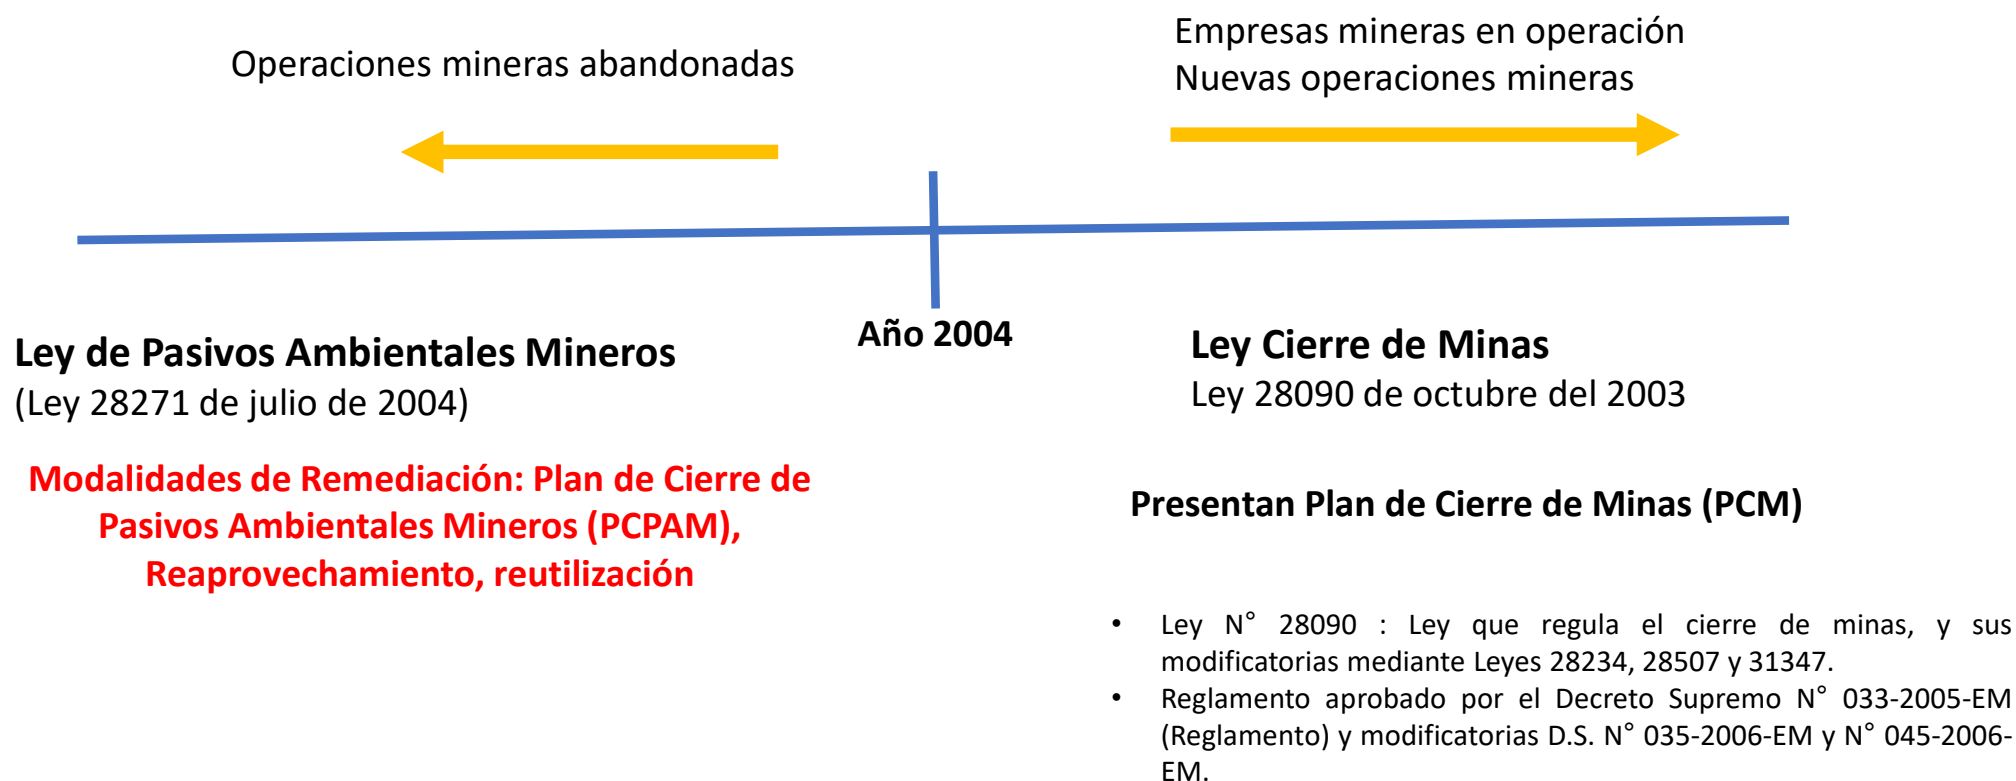 Operaciones mineras abandonadas
Empresas mineras en operación
Nuevas operaciones mineras
Año 2004
Ley de Pasivos Ambientales Mineros
(Ley 28271 de julio de 2004)
Modalidades de Remediación: Plan de Cierre de
Pasivos Ambientales Mineros (PCPAM),
Reaprovechamiento, reutilización
Ley Cierre de Minas
Ley 28090 de octubre del 2003
Presentan Plan de Cierre de Minas (PCM)
• Ley N° 28090 : Ley que regula el cierre de minas, y sus
modificatorias mediante Leyes 28234, 28507 y 31347.
• Reglamento aprobado por el Decreto Supremo N° 033-2005-EM
(Reglamento) y modificatorias D.S. N° 035-2006-EM y N° 045-2006-
EM.